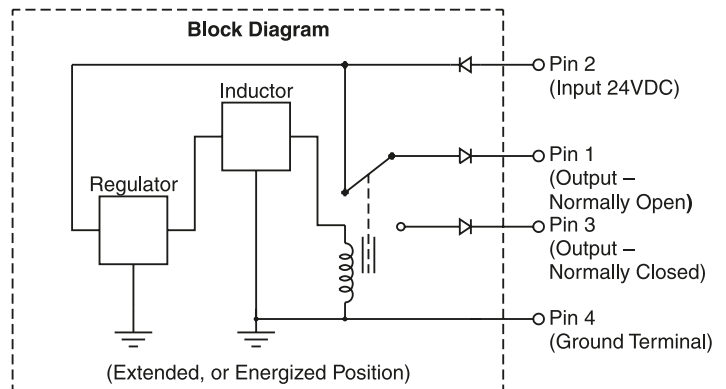 Block Diagram
Pin 2
(Input 24VDC)
Inductor
Pin 1
(Output –
Normally Open)
Regulator
Pin 3
(Output –
Normally Closed)
Pin 4
(Ground Terminal)
(Extended, or Energized Position)